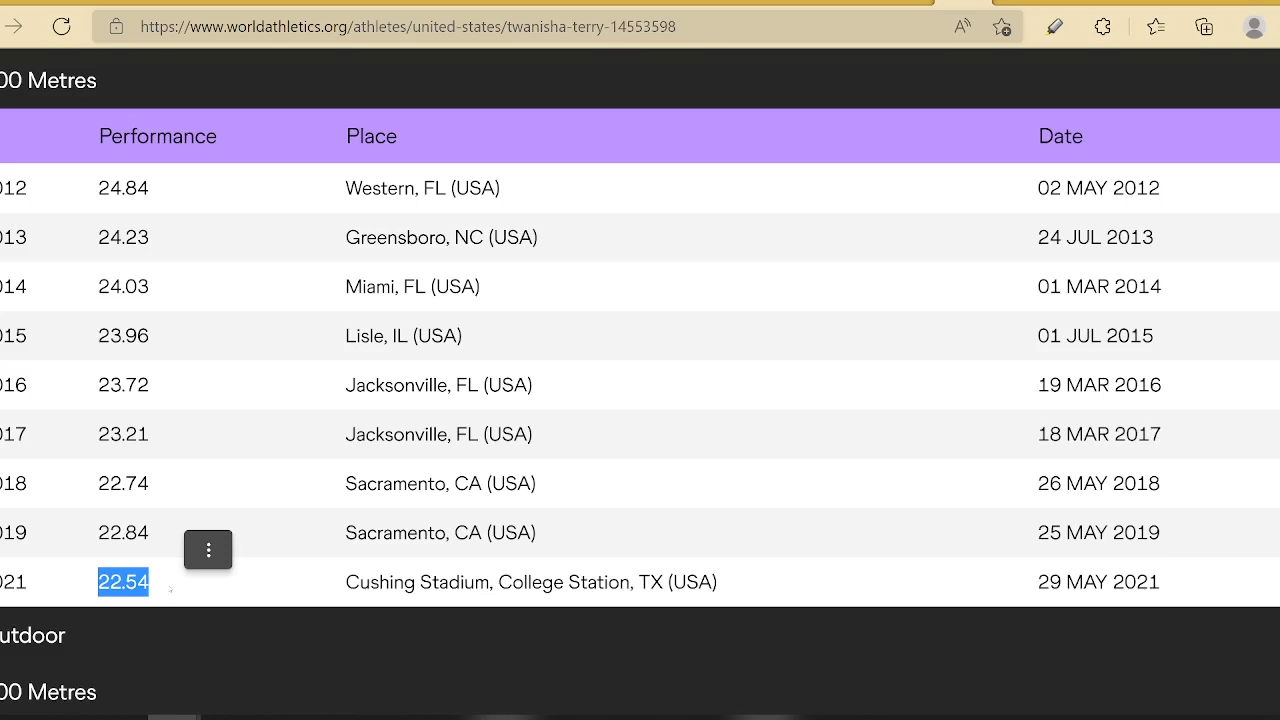 https://www.worldathletics.org/athletes/united-states/twanisha-terry-14553598
00 Metres
Performance Place Date
012 24.84 Western, FL (USA) 02 MAY 2012
013 24.23 Greensboro, NC (USA) 24 JUL 2013
014 24.03 Miami, FL (USA) 01 MAR 2014
015 23.96 Lisle, IL (USA) 01 JUL 2015
016 23.72 Jacksonville, FL (USA) 19 MAR 2016
017 23.21 Jacksonville, FL (USA) 18 MAR 2017
018 22.74 Sacramento, CA (USA) 26 MAY 2018
019 22.84 Sacramento, CA (USA) 25 MAY 2019
021 22.54 Cushing Stadium, College Station, TX (USA) 29 MAY 2021
utdoor
00 Metres